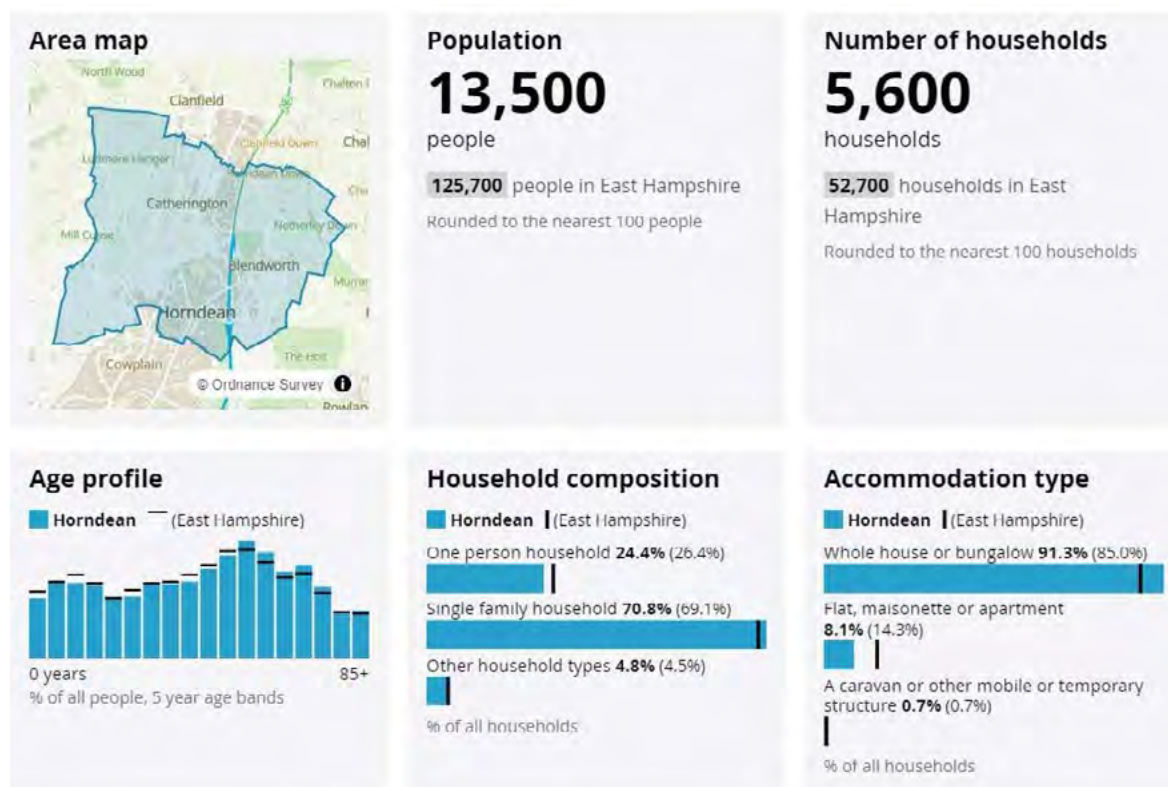 Area map
North Wood
Chalton
Clanfield
Clanfield Down
Catherington
Blendworth
Horndean
Cowplain
The Holt
© Ordnance Survey
Rowlan
Population
13,500
people
125,700 people in East Hampshire
Rounded to the nearest 100 people
Number of households
5,600
households
52,700 households in East
Hampshire
Rounded to the nearest 100 households
Age profile
Horndean (East Hampshire)
0 years 85+
% of all people, 5 year age bands
Household composition
Horndean (East Hampshire)
One person household 24.4% (26.4%)
Single family household 70.8% (69.1%)
Other household types 4.8% (4.5%)
% of all households
Accommodation type
Horndean (East Hampshire)
Whole house or bungalow 91.3% (85.0%)
Flat, maisonette or apartment
8.1% (14.3%)
A caravan or other mobile or temporary
structure 0.7% (0.7%)
% of all households